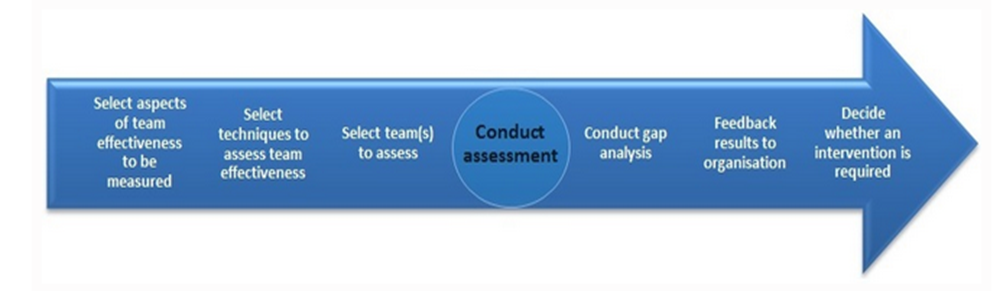 Select aspects
of team
effectiveness
to be
measured
Select
techniques to
assess team
effectiveness
Select team(s)
to assess
Conduct
assessment
Conduct gap
analysis
Feedback
results to
organisation
Decide
whether an
intervention is
required